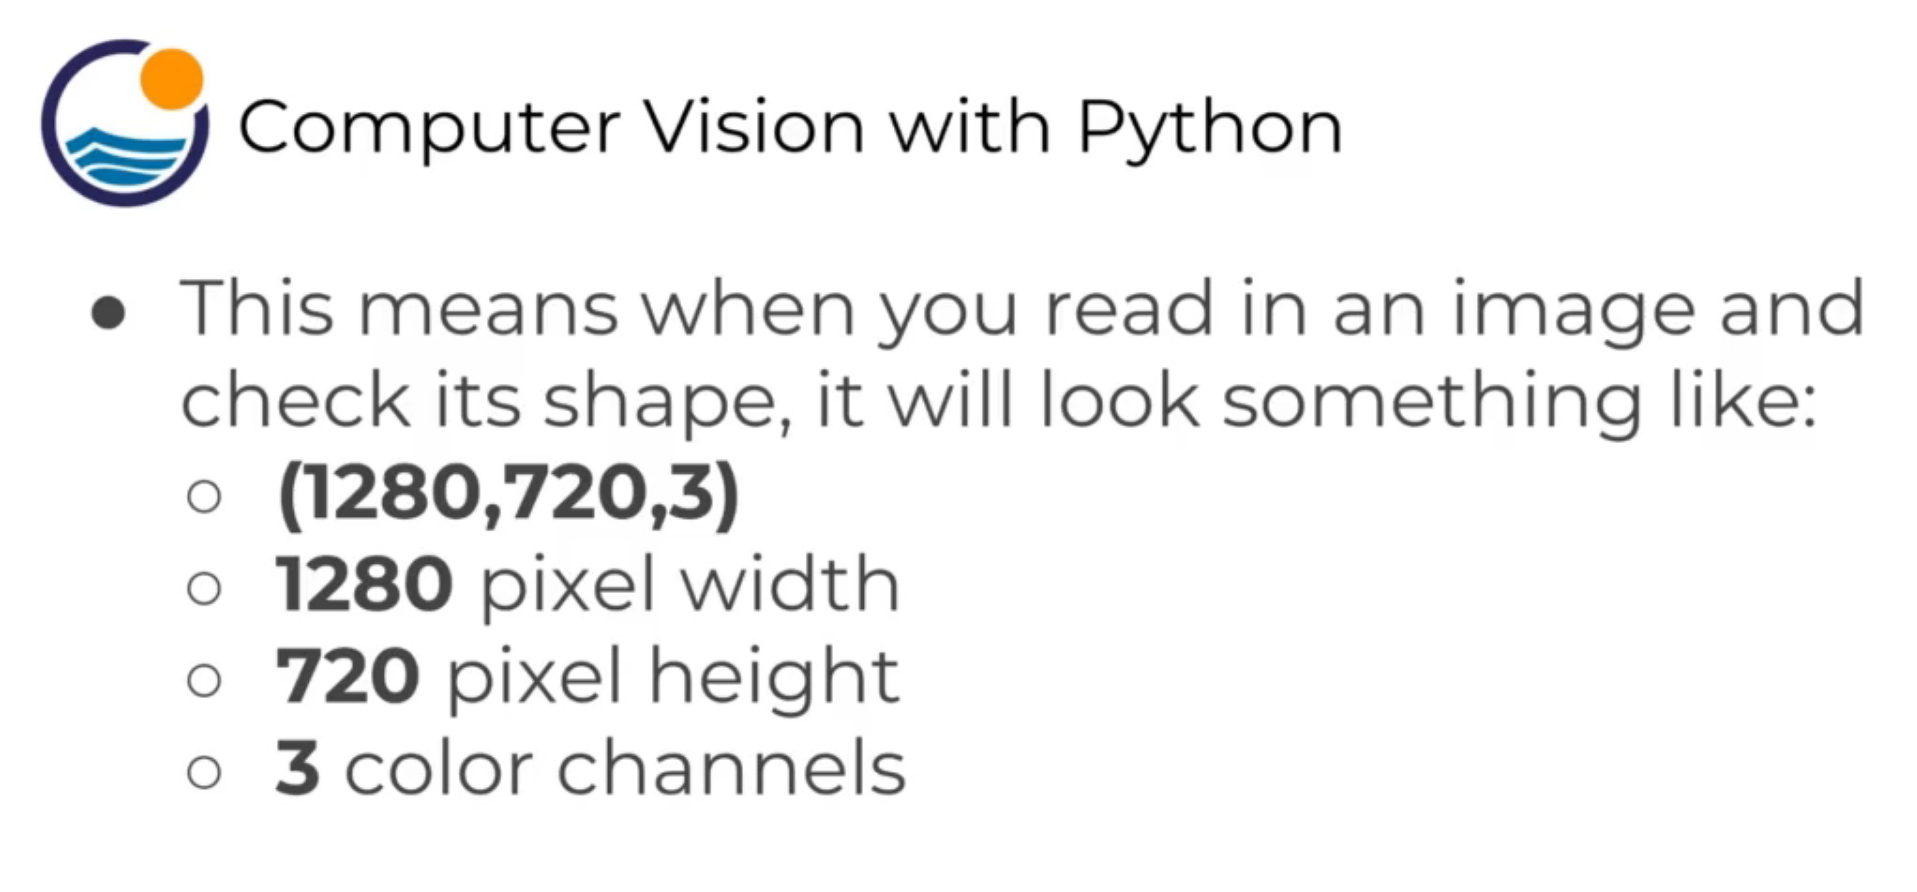 Computer Vision with Python
● This means when you read in an image and
check its shape, it will look something like:
○ (1280,720,3)
○ 1280 pixel width
○ 720 pixel height
○ 3 color channels